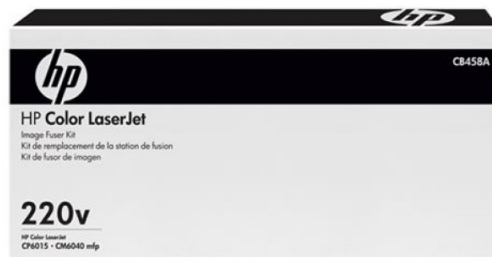 hp
CB458A
hp
HP Color LaserJet
Image Fuser Kit
Kit de remplacement de la station de fusion
Kit de fusor de imagen
220v
HP Color LaserJet
CP6015 • CM6040 mfp